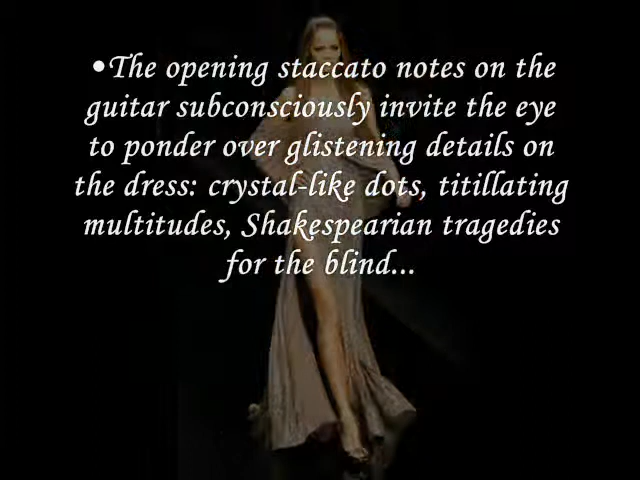 •The opening staccato notes on the
guitar subconsciously invite the eye
to ponder over glistening details on
the dress: crystal-like dots, titillating
multitudes, Shakespearian tragedies
for the blind...